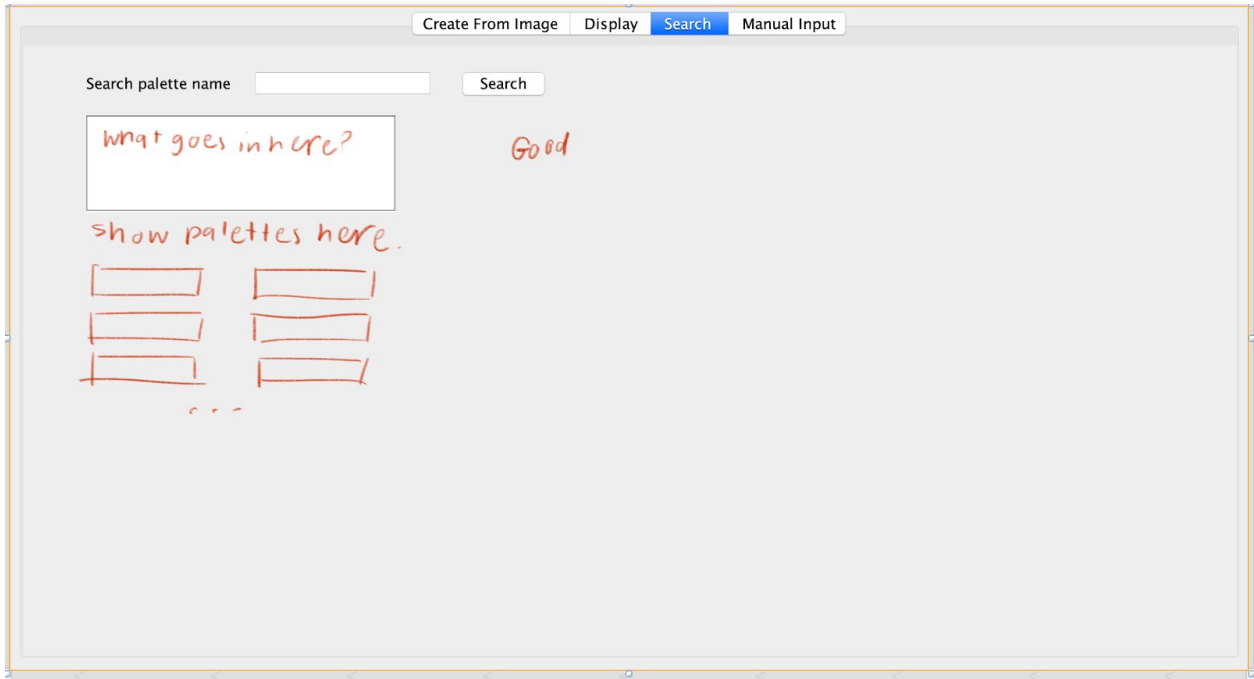 Create From Image Display Search Manual Input
Search palette name Search
What goes in here?
Good
show palettes here.
...